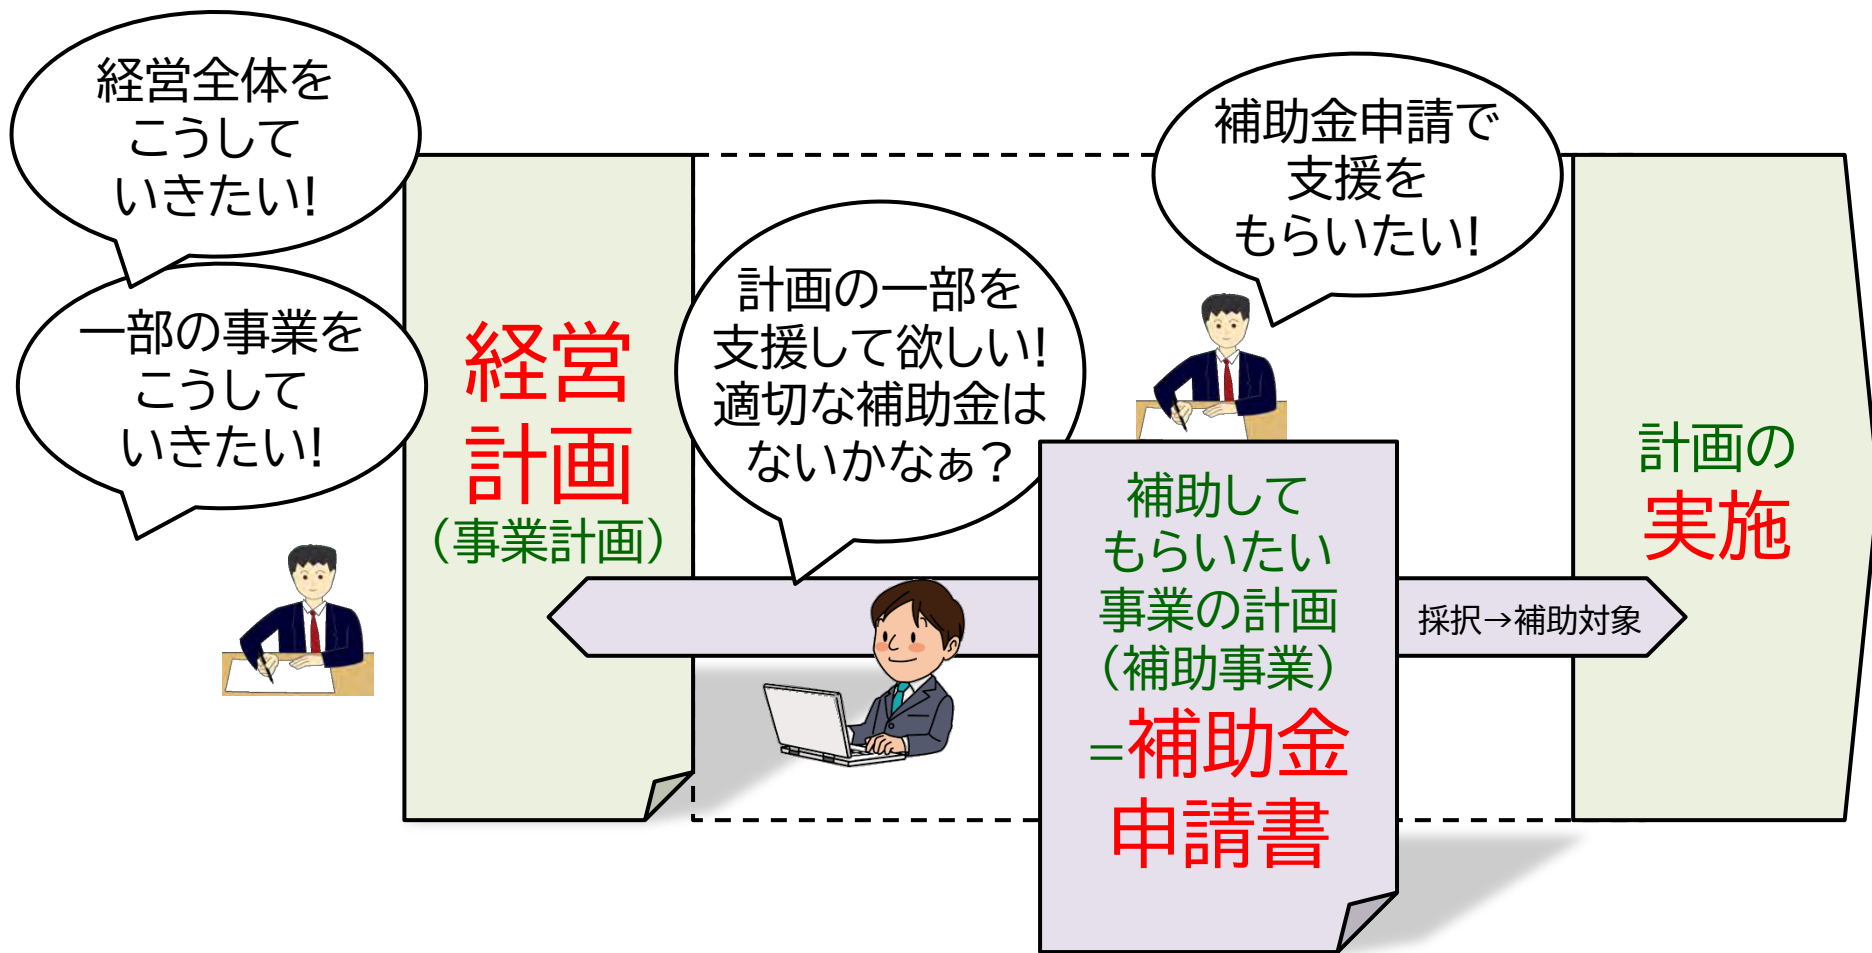 経営全体を
こうして
いきたい!
一部の事業を
こうして
いきたい!
経営
計画
（事業計画）
計画の一部を
支援して欲しい!
適切な補助金は
ないかなぁ？
補助金申請で
支援を
もらいたい!
補助して
もらいたい
事業の計画
（補助事業）
=補助金
申請書
採択→補助対象
計画の
実施